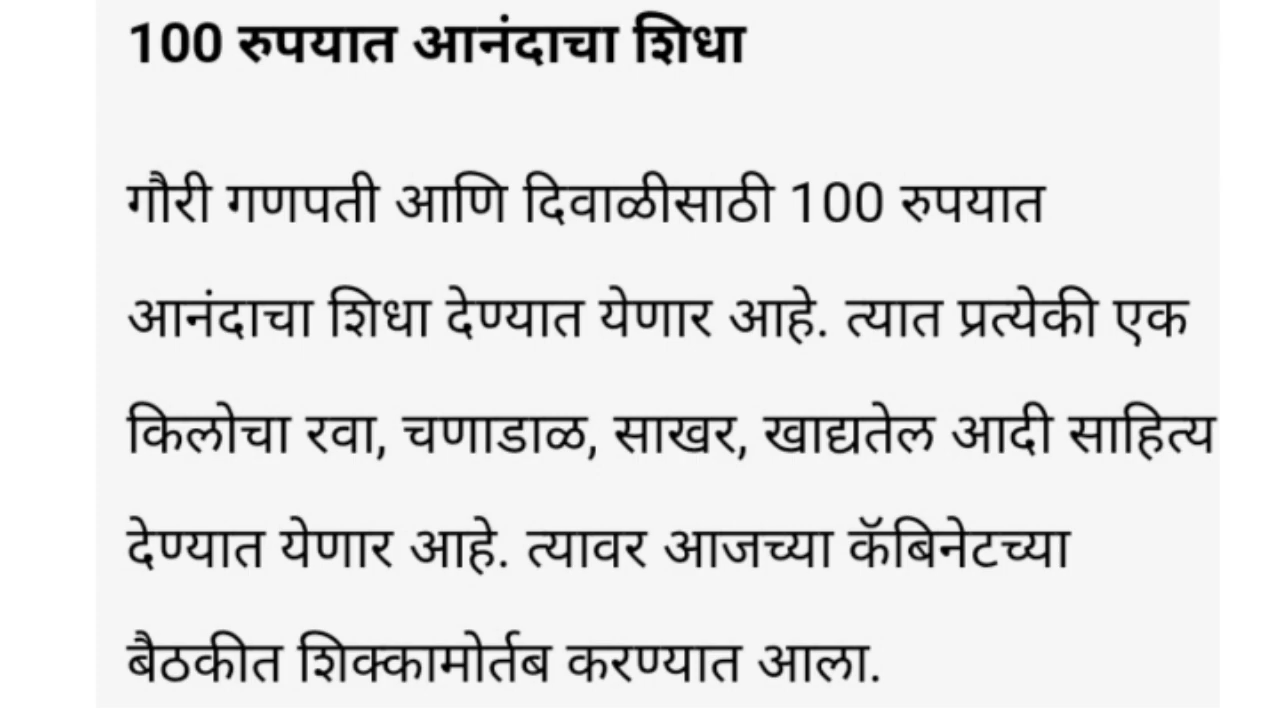 100 रुपयात आनंदाचा शिधा
गौरी गणपती आणि दिवाळीसाठी 100 रुपयात
आनंदाचा शिधा देण्यात येणार आहे. त्यात प्रत्येकी एक
किलोचा रवा, चणाडाळ, साखर, खाद्यतेल आदी साहित्य
देण्यात येणार आहे. त्यावर आजच्या कॅबिनेटच्या
बैठकीत शिक्कामोर्तब करण्यात आला.